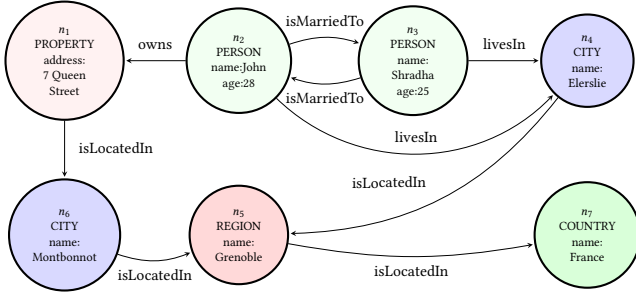 n1
PROPERTY
address:
7 Queen
Street
owns
n2
PERSON
name:John
age:28
isMarriedTo
isMarriedTo
n3
PERSON
name:
Shradha
age:25
livesIn
n4
CITY
name:
Elerslie
livesIn
isLocatedIn
isLocatedIn
n6
CITY
name:
Montbonnot
isLocatedIn
n5
REGION
name:
Grenoble
isLocatedIn
n7
COUNTRY
name:
France